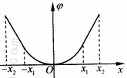 φ
−x₂ −x₁ O x₁ x₂ x